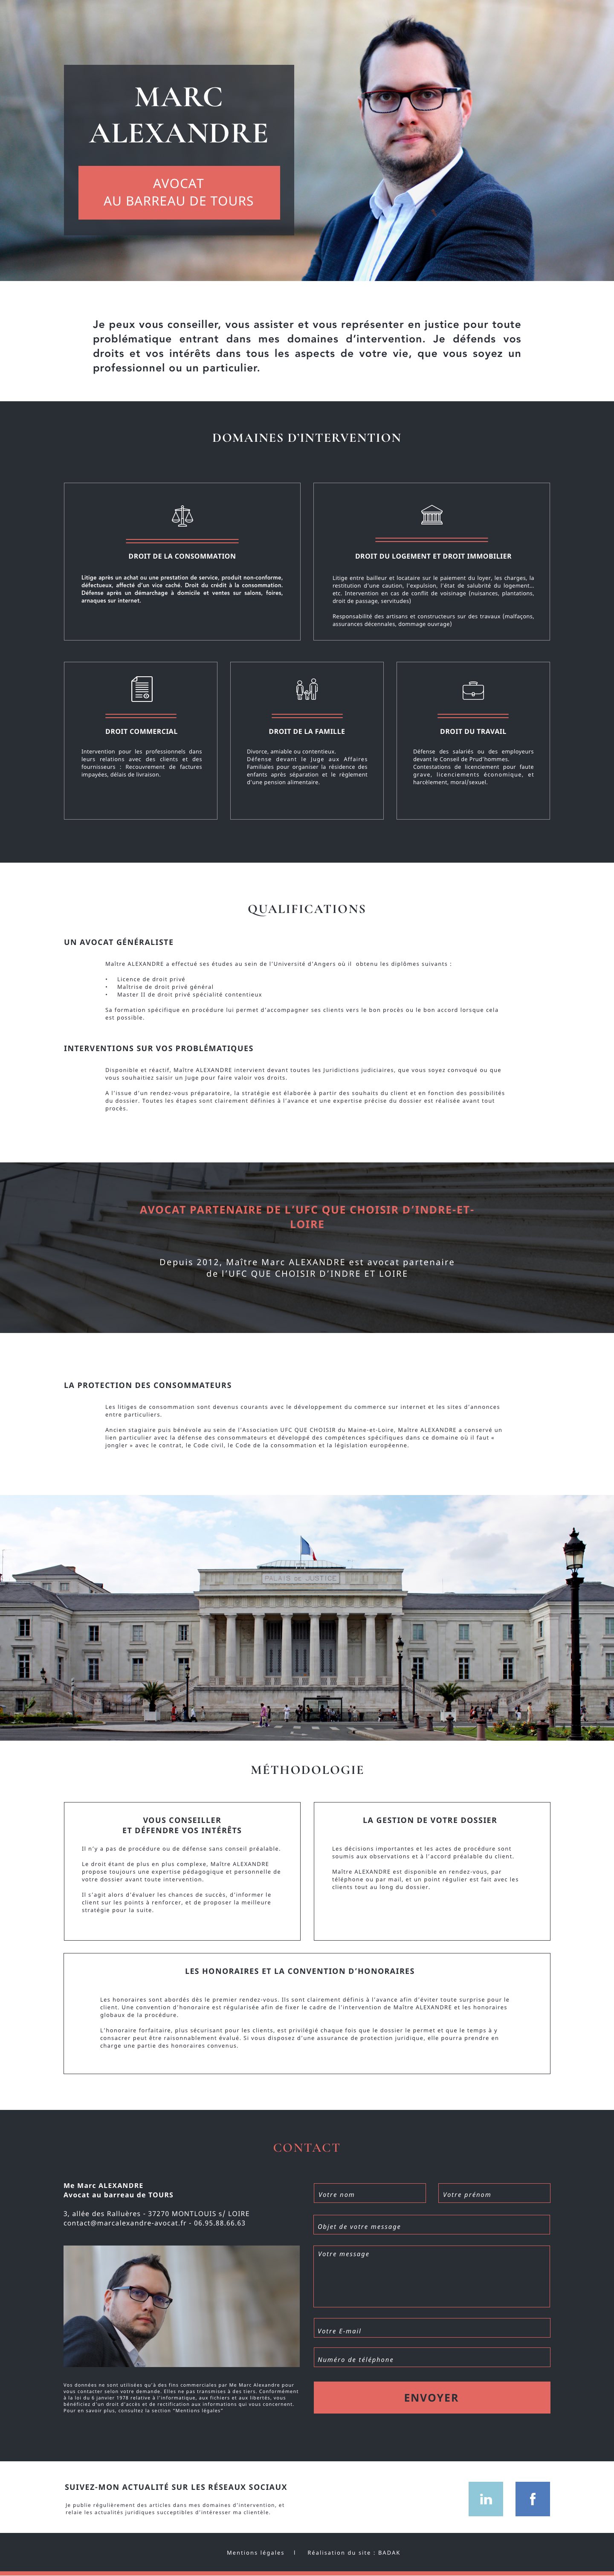 MARC
ALEXANDRE
AVOCAT
AU BARREAU DE TOURS
Je peux vous conseiller, vous assister et vous représenter en justice pour toute
problématique entrant dans mes domaines d’intervention. Je défends vos
droits et vos intérêts dans tous les aspects de votre vie, que vous soyez un
professionnel ou un particulier.
DOMAINES D’INTERVENTION
DROIT DE LA CONSOMMATION
Litige après un achat ou une prestation de service, produit non-conforme,
défectueux, affecté d’un vice caché. Droit du crédit à la consommation.
Défense après un démarchage à domicile et ventes sur salons, foires,
arnaques sur internet.
DROIT DU LOGEMENT ET DROIT IMMOBILIER
Litige entre bailleur et locataire sur le paiement du loyer, les charges, la
restitution d’une caution, l’expulsion, l’état de salubrité du logement...
etc. Intervention en cas de conflit de voisinage (nuisances, plantations,
droit de passage, servitudes)
Responsabilité des artisans et constructeurs sur des travaux (malfaçons,
assurances décennales, dommage ouvrage)
DROIT COMMERCIAL
Intervention pour les professionnels dans
leurs relations avec des clients et des
fournisseurs : Recouvrement de factures
impayées, délais de livraison.
DROIT DE LA FAMILLE
Divorce, amiable ou contentieux.
Défense devant le Juge aux Affaires
Familiales pour organiser la résidence des
enfants après séparation et le règlement
d’une pension alimentaire.
DROIT DU TRAVAIL
Défense des salariés ou des employeurs
devant le Conseil de Prud’hommes.
Contestations de licenciement pour faute
grave, licenciements économique, et
harcèlement, moral/sexuel.
QUALIFICATIONS
UN AVOCAT GÉNÉRALISTE
Maître ALEXANDRE a effectué ses études au sein de l’Université d’Angers où il obtenu les diplômes suivants :
• Licence de droit privé
• Maîtrise de droit privé général
• Master II de droit privé spécialité contentieux
Sa formation spécifique en procédure lui permet d’accompagner ses clients vers le bon procès ou le bon accord lorsque cela
est possible.
INTERVENTIONS SUR VOS PROBLÉMATIQUES
Disponible et réactif, Maître ALEXANDRE intervient devant toutes les Juridictions judiciaires, que vous soyez convoqué ou que
vous souhaitiez saisir un Juge pour faire valoir vos droits.
A l’issue d’un rendez-vous préparatoire, la stratégie est élaborée à partir des souhaits du client et en fonction des possibilités
du dossier. Toutes les étapes sont clairement définies à l’avance et une expertise précise du dossier est réalisée avant tout
procès.
AVOCAT PARTENAIRE DE L’UFC QUE CHOISIR D’INDRE-ET-
LOIRE
Depuis 2012, Maître Marc ALEXANDRE est avocat partenaire
de l’UFC QUE CHOISIR D’INDRE ET LOIRE
LA PROTECTION DES CONSOMMATEURS
Les litiges de consommation sont devenus courants avec le développement du commerce sur internet et les sites d’annonces
entre particuliers.
Ancien stagiaire puis bénévole au sein de l’Association UFC QUE CHOISIR du Maine-et-Loire, Maître ALEXANDRE a conservé un
lien particulier avec la défense des consommateurs et développé des compétences spécifiques dans ce domaine où il faut «
jongler » avec le contrat, le Code civil, le Code de la consommation et la législation européenne.
PALAIS DE JUSTICE
MÉTHODOLOGIE
VOUS CONSEILLER
ET DÉFENDRE VOS INTÉRÊTS
Il n’y a pas de procédure ou de défense sans conseil préalable.
Le droit étant de plus en plus complexe, Maître ALEXANDRE
propose toujours une expertise pédagogique et personnelle de
votre dossier avant toute intervention.
Il s’agit alors d’évaluer les chances de succès, d’informer le
client sur les points à renforcer, et de proposer la meilleure
stratégie pour la suite.
LA GESTION DE VOTRE DOSSIER
Les décisions importantes et les actes de procédure sont
soumis aux observations et à l’accord préalable du client.
Maître ALEXANDRE est disponible en rendez-vous, par
téléphone ou par mail, et un point régulier est fait avec les
clients tout au long du dossier.
LES HONORAIRES ET LA CONVENTION D’HONORAIRES
Les honoraires sont abordés dès le premier rendez-vous. Ils sont clairement définis à l’avance afin d’éviter toute surprise pour le
client. Une convention d’honoraire est régularisée afin de fixer le cadre de l’intervention de Maître ALEXANDRE et les honoraires
globaux de la procédure.
L’honoraire forfaitaire, plus sécurisant pour les clients, est privilégié chaque fois que le dossier le permet et que le temps à y
consacrer peut être raisonnablement évalué. Si vous disposez d’une assurance de protection juridique, elle pourra prendre en
charge une partie des honoraires convenus.
CONTACT
Me Marc ALEXANDRE
Avocat au barreau de TOURS
3, allée des Ralluères - 37270 MONTLOUIS s/ LOIRE
contact@marcalexandre-avocat.fr - 06.95.88.66.63
Votre nom
Votre prénom
Objet de votre message
Votre message
Votre E-mail
Numéro de téléphone
ENVOYER
Vos données ne sont utilisées qu’à des fins commerciales par Me Marc Alexandre pour
vous contacter selon votre demande. Elles ne pas transmises à des tiers. Conformément
à la loi du 6 janvier 1978 relative à l’informatique, aux fichiers et aux libertés, vous
bénéficiez d’un droit d’accès et de rectification aux informations qui vous concernent.
Pour en savoir plus, consultez la section "Mentions légales"
SUIVEZ-MON ACTUALITÉ SUR LES RÉSEAUX SOCIAUX
Je publie régulièrement des articles dans mes domaines d’intervention, et
relaie les actualités juridiques succeptibles d’intéresser ma clientèle.
in
f
Mentions légales | Réalisation du site : BADAK